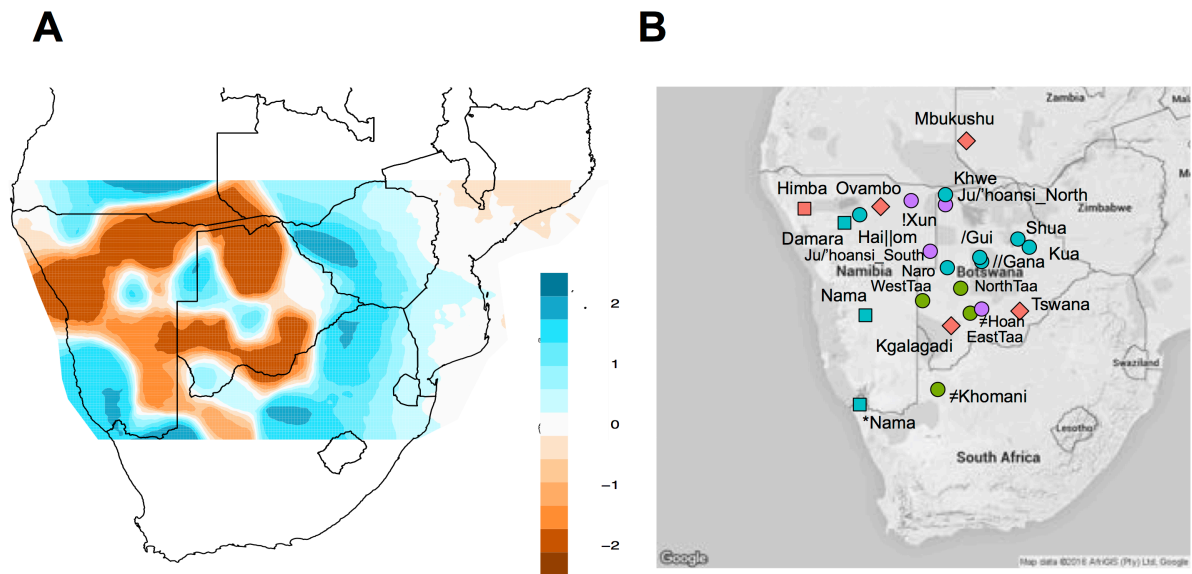 A
B
2
1
0
−1
−2
Zambia
Mal
Mbukushu
Khwe
Himba
Ovambo
Ju/'hoansi_North
!Xun
Zimbabwe
Damara
Hai||om
/Gui
Shua
Ju/'hoansi_South
//Gana
Kua
Namibia
Naro
Botswana
WestTaa
NorthTaa
Nama
Tswana
≠Hoan
Kgalagadi
EastTaa
Swaziland
≠Khomani
*Nama
Lesotho
South Africa
Google
Map data ©2016 AfriGIS (Pty) Ltd, Google